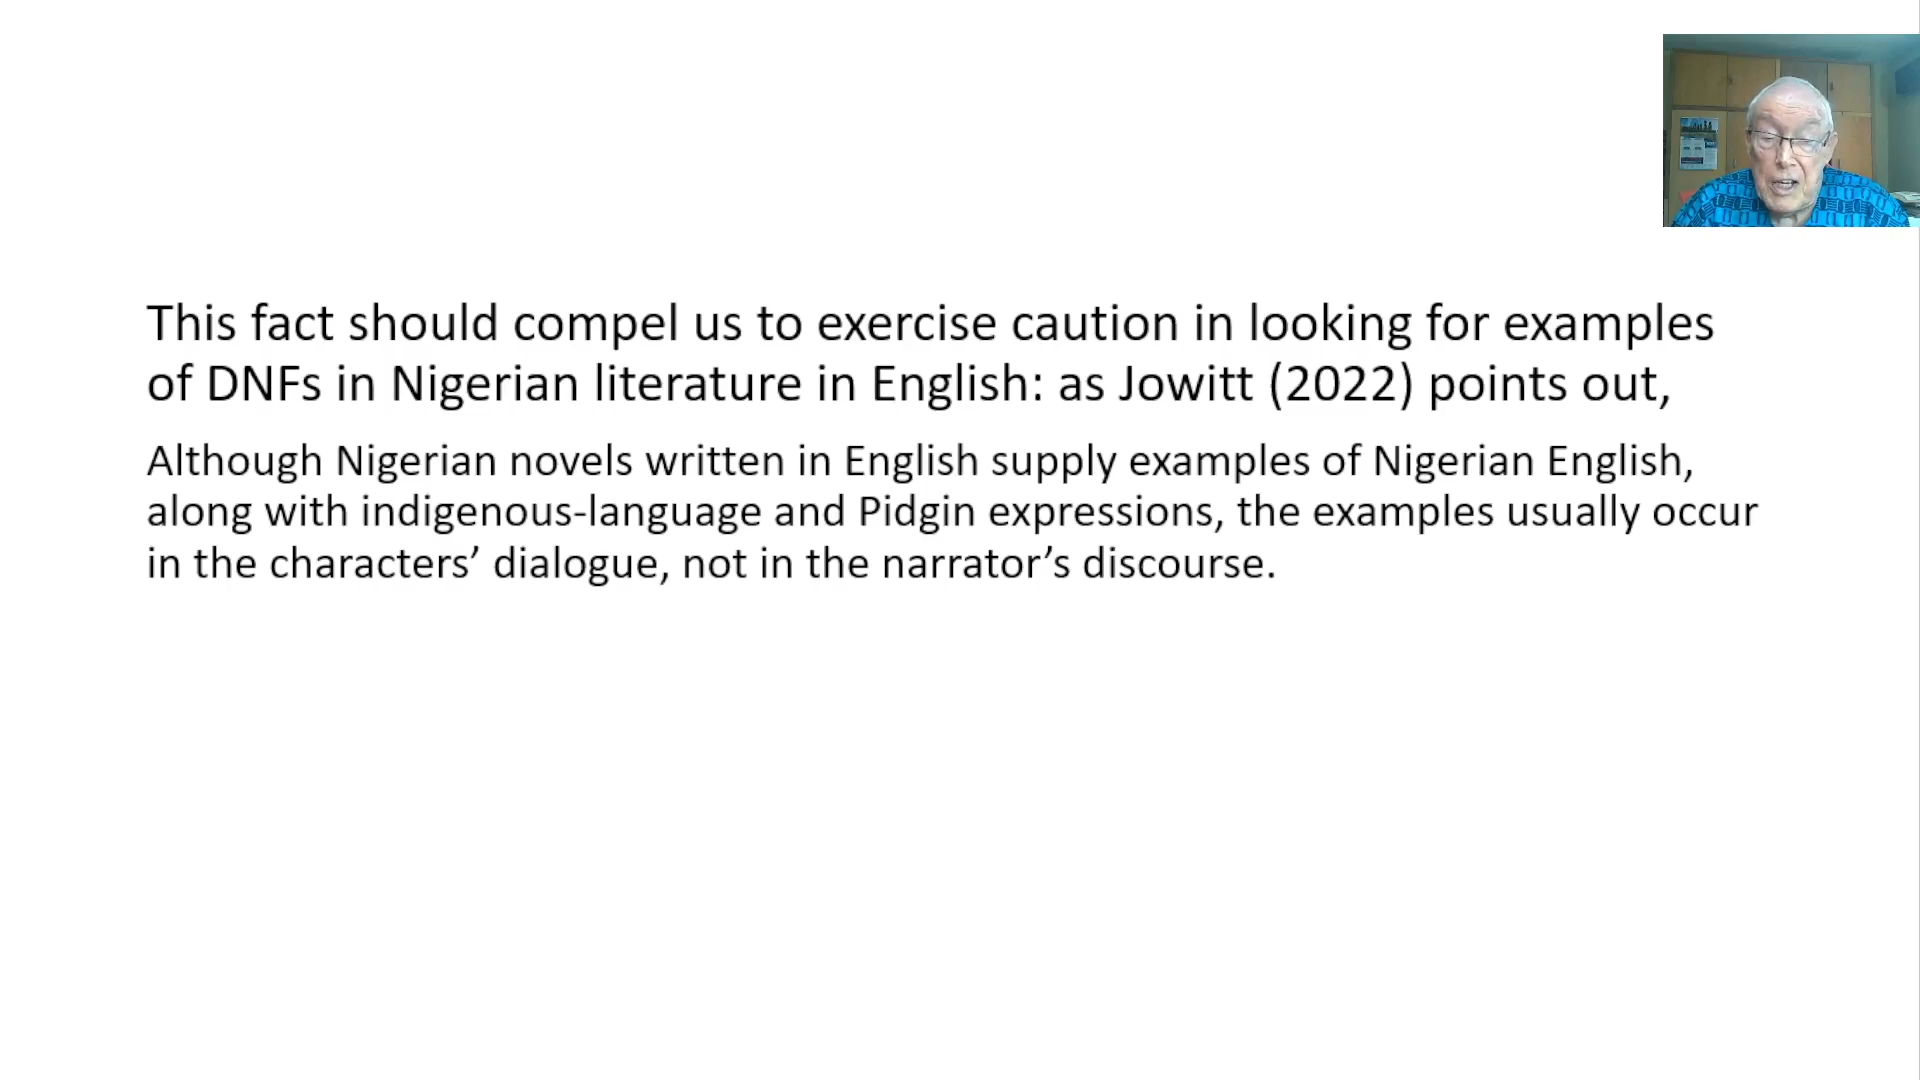 This fact should compel us to exercise caution in looking for examples
of DNFs in Nigerian literature in English: as Jowitt (2022) points out,
Although Nigerian novels written in English supply examples of Nigerian English,
along with indigenous-language and Pidgin expressions, the examples usually occur
in the characters’ dialogue, not in the narrator’s discourse.